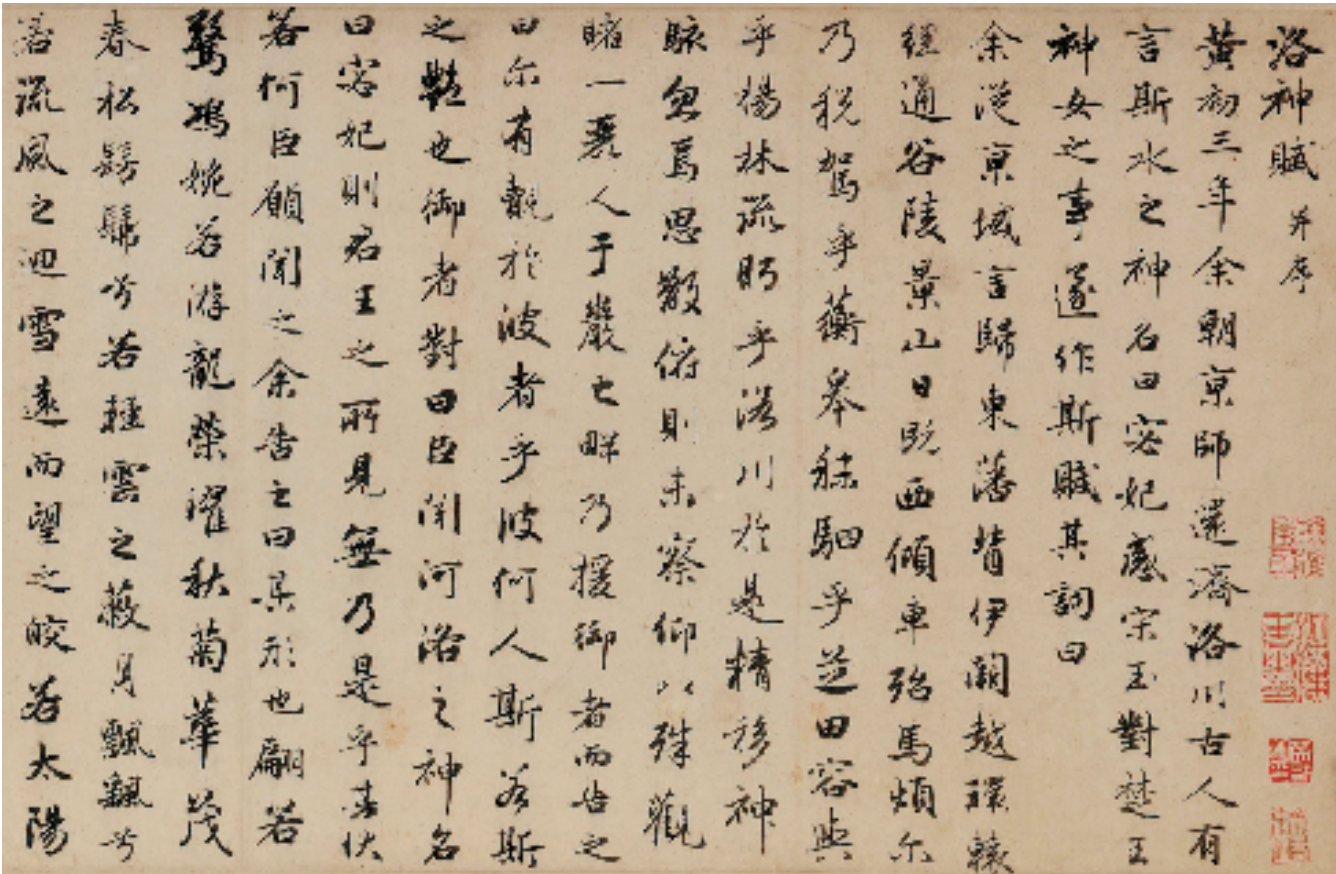 洛神賦 并序
黃初三年余朝京師還濟洛川古人有
言斯水之神名曰宓妃感宋玉對楚王
神女之事遂作斯賦其詞曰
余從京域言歸東藩背伊闕越轘轅
經通谷陵景山日既西傾車殆馬煩尓
乃稅駕乎蘅皋秣駟乎芝田容與
乎楊林流眄乎洛川於是精移神
駭忽焉思散俯則未察仰以殊觀
睹一麗人于巖之畔乃援御者而告之
曰尓有覿於彼者乎彼何人斯若斯
之艷也御者對曰臣聞河洛之神名
曰宓妃則君王之所見無乃是乎其狀
若何臣願聞之余告之曰其形也翩若
驚鴻婉若游龍榮濯秋菊華茂
春松髣髴兮若輕雲之蔽月飄颻兮
若流風之迴雪遠而望之皎若太陽